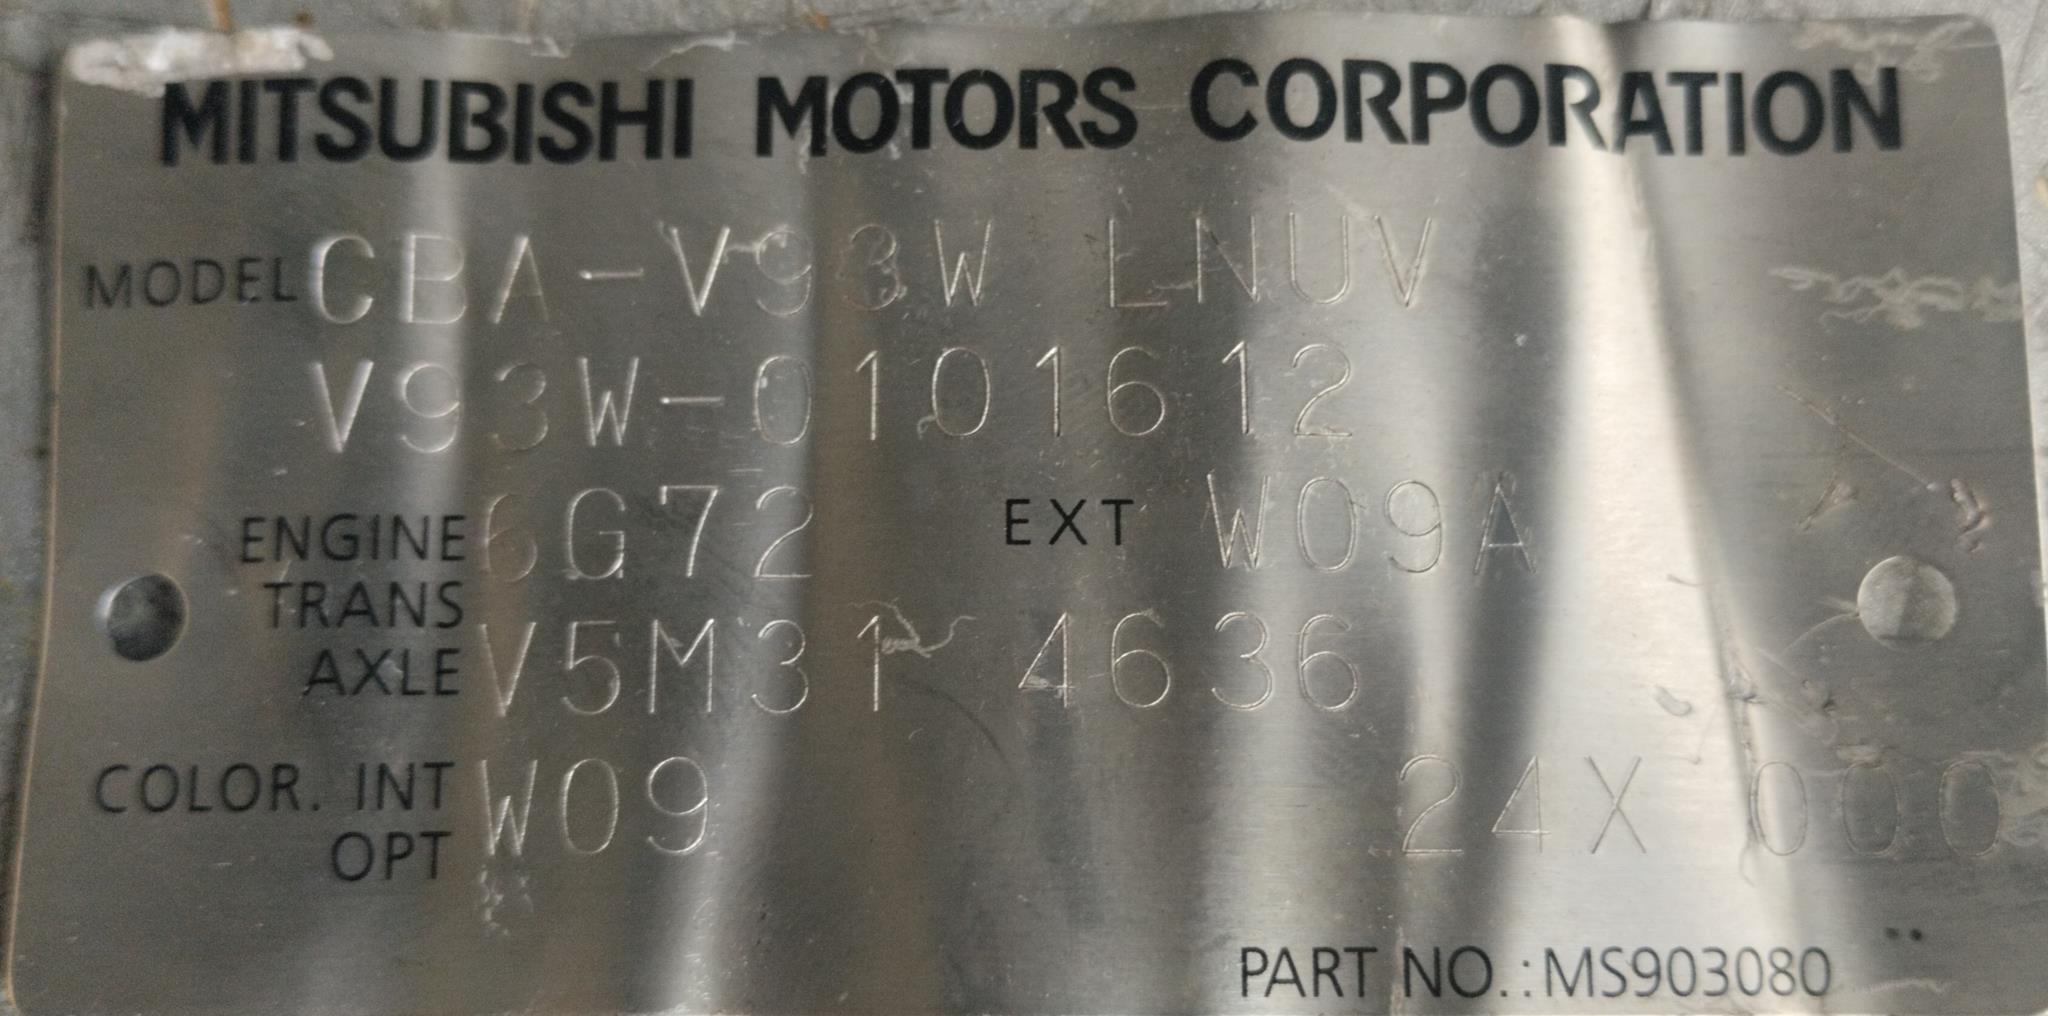 MITSUBISHI MOTORS CORPORATION
MODEL CBA-V93W LNUV
V93W-0101612
ENGINE 6G72 EXT W09A
TRANS
AXLE V5M31 4636
COLOR. INT W09 24X 000
OPT
PART NO.:MS903080